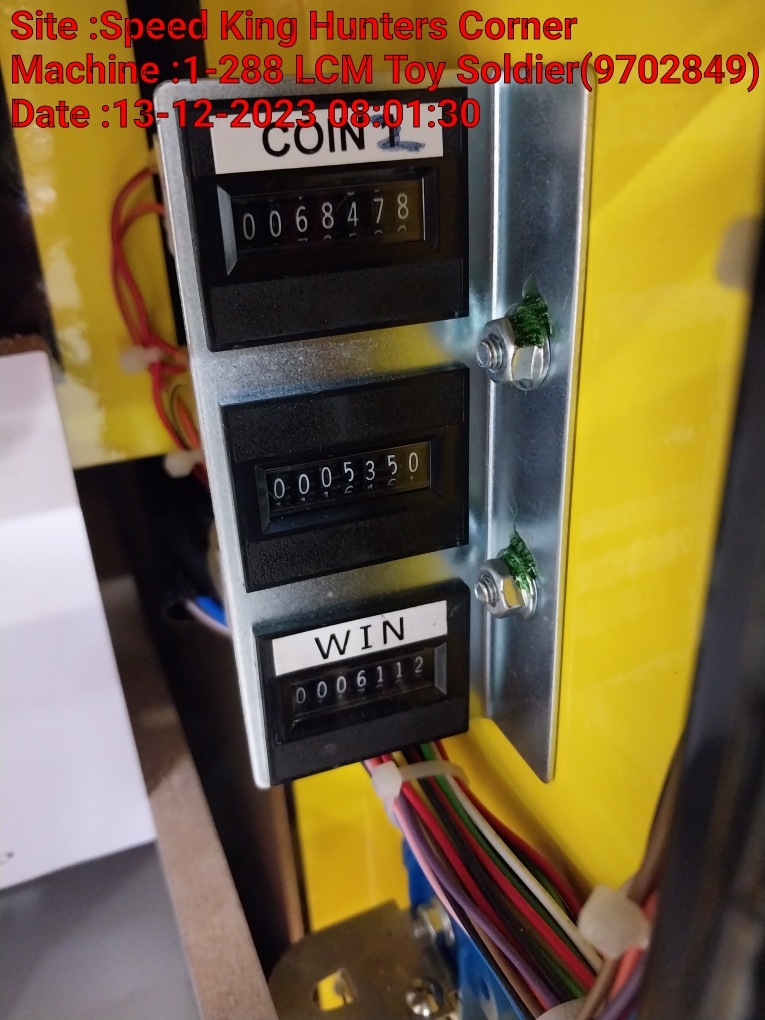 Site :Speed King Hunters Corner
Machine :1-288 LCM Toy Soldier(9702849)
Date :13-12-2023 08:01:30
COIN 1
0068478
0005350
WIN
0006112